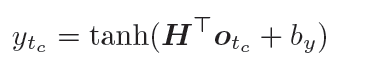 $y_{t_c} = \tanh(\boldsymbol{H}^\top \boldsymbol{o}_{t_c} + b_y)$